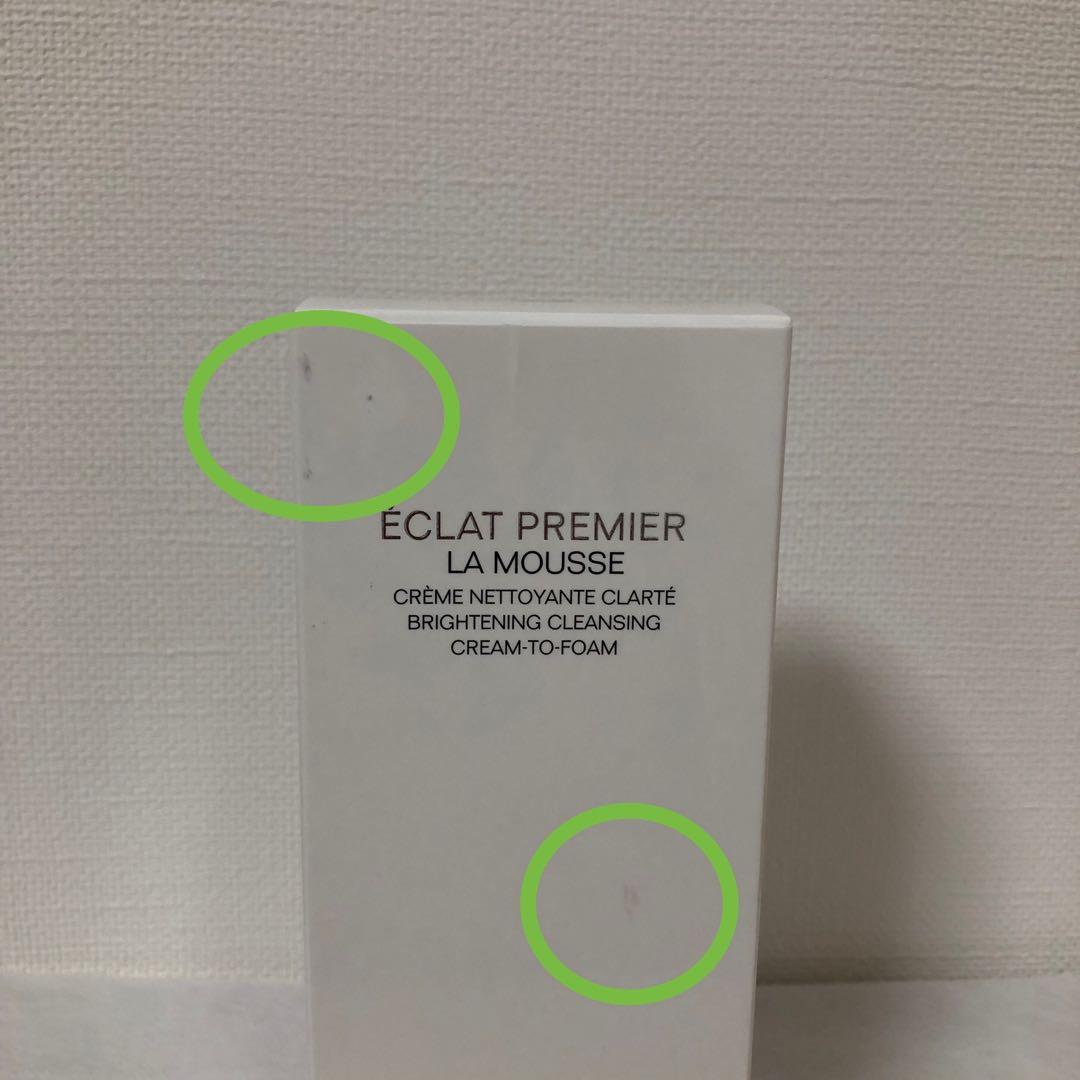 ÉCLAT PREMIER
LA MOUSSE
CRÈME NETTOYANTE CLARTÉ
BRIGHTENING CLEANSING
CREAM-TO-FOAM